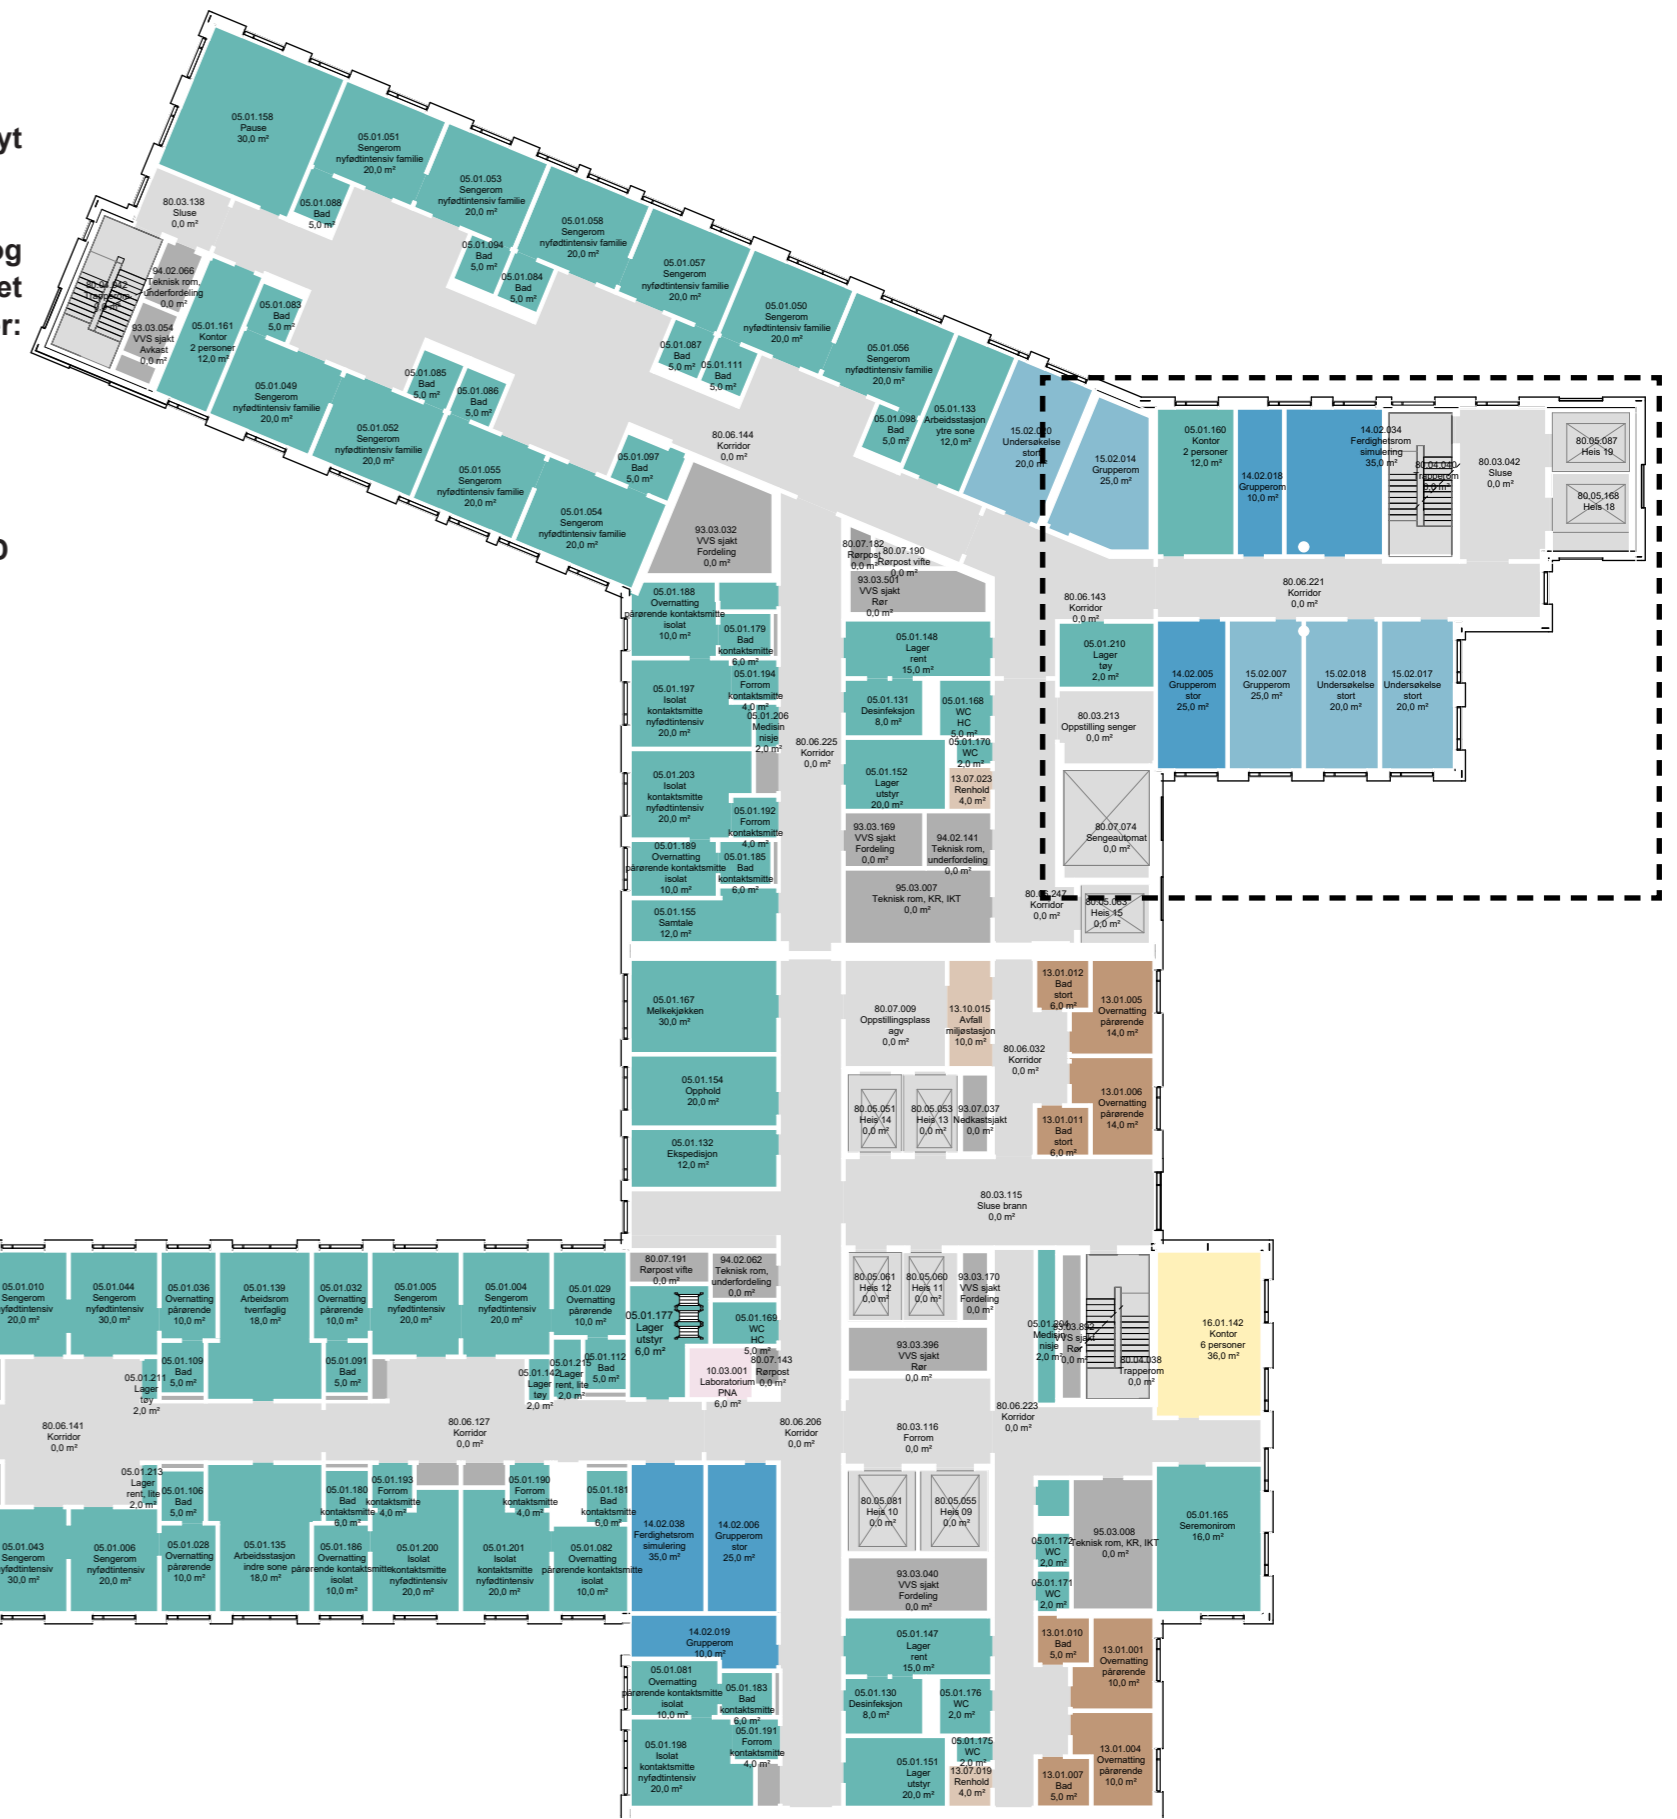 yt
og
et
er:
05.01.158
Pause
30,0 m²
05.01.051
Sengerom
nyfødtintensiv familie
20,0 m²
05.01.053
Sengerom
nyfødtintensiv familie
20,0 m²
05.01.058
Sengerom
nyfødtintensiv familie
20,0 m²
05.01.057
Sengerom
nyfødtintensiv familie
20,0 m²
05.01.050
Sengerom
nyfødtintensiv familie
20,0 m²
05.01.056
Sengerom
nyfødtintensiv familie
20,0 m²
05.01.133
Arbeidsstasjon
ytre sone
12,0 m²
Undersøkelse
stort
20,0 m²
15.02.014
Grupperom
25,0 m²
80.03.138
Sluse
0,0 m²
05.01.088
Bad
5,0 m²
05.01.094
Bad
5,0 m²
05.01.084
Bad
5,0 m²
05.01.087
Bad
5,0 m²
05.01.111
Bad
5,0 m²
05.01.098
Bad
5,0 m²
94.02.066
Teknisk rom,
underfordeling
0,0 m²
93.03.054
VVS sjakt
Avkast
0,0 m²
05.01.161
Kontor
2 personer
12,0 m²
05.01.083
Bad
5,0 m²
05.01.049
Sengerom
nyfødtintensiv familie
20,0 m²
05.01.085
Bad
5,0 m²
05.01.086
Bad
5,0 m²
05.01.052
Sengerom
nyfødtintensiv familie
20,0 m²
05.01.055
Sengerom
nyfødtintensiv familie
20,0 m²
05.01.097
Bad
5,0 m²
05.01.054
Sengerom
nyfødtintensiv familie
20,0 m²
80.06.144
Korridor
0,0 m²
93.03.032
VVS sjakt
Fordeling
0,0 m²
05.01.160
Kontor
2 personer
12,0 m²
14.02.018
Grupperom
10,0 m²
14.02.034
Ferdighetsrom
simulering
35,0 m²
80.04.040
Trapperom
80.03.042
Sluse
0,0 m²
80.05.087
Heis 19
80.05.168
Heis 18
80.06.221
Korridor
0,0 m²
80.06.143
Korridor
0,0 m²
05.01.210
Lager
tøy
2,0 m²
14.02.005
Grupperom
stor
25,0 m²
15.02.007
Grupperom
25,0 m²
15.02.018
Undersøkelse
stort
20,0 m²
15.02.017
Undersøkelse
stort
20,0 m²
80.03.213
Oppstilling senger
0,0 m²
80.07.074
Sengeautomat
0,0 m²
80.06.247
Korridor
0,0 m²
80.05.063
Heis 15
0,0 m²
80.07.182
Rørpost
0,0 m²
80.07.190
Rørpost vifte
0,0 m²
93.03.501
VVS sjakt
Rør
0,0 m²
05.01.148
Lager
rent
15,0 m²
05.01.131
Desinfeksjon
8,0 m²
05.01.168
WC
HC
5,0 m²
05.01.170
WC
2,0 m²
05.01.152
Lager
utstyr
20,0 m²
13.07.023
Renhold
4,0 m²
93.03.169
VVS sjakt
Fordeling
0,0 m²
94.02.141
Teknisk rom,
underfordeling
0,0 m²
95.03.007
Teknisk rom, KR, IKT
0,0 m²
80.06.225
Korridor
0,0 m²
05.01.188
Overnatting
pårørende kontaktsmitte
isolat
10,0 m²
05.01.179
Bad
kontaktsmitte
6,0 m²
05.01.194
Forrom
kontaktsmitte
4,0 m²
05.01.197
Isolat
kontaktsmitte
nyfødtintensiv
20,0 m²
05.01.206
Medisin
nisje
2,0 m²
05.01.203
Isolat
kontaktsmitte
nyfødtintensiv
20,0 m²
05.01.192
Forrom
kontaktsmitte
4,0 m²
05.01.189
Overnatting
pårørende kontaktsmitte
isolat
10,0 m²
05.01.185
Bad
kontaktsmitte
6,0 m²
05.01.155
Samtale
12,0 m²
05.01.167
Melkekjøkken
30,0 m²
05.01.154
Opphold
20,0 m²
05.01.132
Ekspedisjon
12,0 m²
80.07.009
Oppstillingsplass
agv
0,0 m²
13.10.015
Avfall
miljøstasjon
10,0 m²
80.06.032
Korridor
0,0 m²
13.01.012
Bad
stort
6,0 m²
13.01.005
Overnatting
pårørende
14,0 m²
13.01.006
Overnatting
pårørende
14,0 m²
13.01.011
Bad
stort
6,0 m²
80.05.051
Heis 14
0,0 m²
80.05.053
Heis 13
0,0 m²
93.07.037
Nedkastsjakt
0,0 m²
80.03.115
Sluse brann
0,0 m²
05.01.010
Sengerom
nyfødtintensiv
20,0 m²
05.01.044
Sengerom
nyfødtintensiv
30,0 m²
05.01.036
Overnatting
pårørende
10,0 m²
05.01.139
Arbeidsrom
tverrfaglig
18,0 m²
05.01.032
Overnatting
pårørende
10,0 m²
05.01.005
Sengerom
nyfødtintensiv
20,0 m²
05.01.004
Sengerom
nyfødtintensiv
20,0 m²
05.01.029
Overnatting
pårørende
10,0 m²
80.07.191
Rørpost vifte
0,0 m²
94.02.062
Teknisk rom,
underfordeling
0,0 m²
05.01.177
Lager
utstyr
6,0 m²
05.01.169
WC
HC
5,0 m²
10.03.001
Laboratorium
PNA
6,0 m²
80.07.143
Rørpost
0,0 m²
05.01.211
Lager
tøy
2,0 m²
05.01.109
Bad
5,0 m²
05.01.091
Bad
5,0 m²
05.01.142
Lager
tøy
2,0 m²
05.01.215
Lager
rent, lite
2,0 m²
05.01.112
Bad
5,0 m²
80.06.141
Korridor
0,0 m²
80.06.127
Korridor
0,0 m²
80.06.206
Korridor
0,0 m²
80.05.061
Heis 12
0,0 m²
80.05.060
Heis 11
0,0 m²
93.03.170
VVS sjakt
Fordeling
0,0 m²
93.03.396
VVS sjakt
Rør
0,0 m²
80.03.116
Forrom
0,0 m²
80.06.223
Korridor
0,0 m²
05.01.204
Medisin
nisje
2,0 m²
VVS sjakt
Rør
0,0 m²
80.04.038
Trapperom
0,0 m²
16.01.142
Kontor
6 personer
36,0 m²
05.01.213
Lager
rent, lite
2,0 m²
05.01.106
Bad
5,0 m²
05.01.043
Sengerom
nyfødtintensiv
30,0 m²
05.01.006
Sengerom
nyfødtintensiv
20,0 m²
05.01.028
Overnatting
pårørende
10,0 m²
05.01.135
Arbeidsstasjon
indre sone
18,0 m²
05.01.180
Bad
kontaktsmitte
6,0 m²
05.01.186
Overnatting
pårørende kontaktsmitte
isolat
10,0 m²
05.01.193
Forrom
kontaktsmitte
4,0 m²
05.01.200
Isolat
kontaktsmitte
nyfødtintensiv
20,0 m²
05.01.190
Forrom
kontaktsmitte
4,0 m²
05.01.201
Isolat
kontaktsmitte
nyfødtintensiv
20,0 m²
05.01.181
Bad
kontaktsmitte
6,0 m²
05.01.082
Overnatting
pårørende kontaktsmitte
isolat
10,0 m²
14.02.038
Ferdighetsrom
simulering
35,0 m²
14.02.006
Grupperom
stor
25,0 m²
80.05.081
Heis 10
0,0 m²
80.05.055
Heis 09
0,0 m²
93.03.040
VVS sjakt
Fordeling
0,0 m²
05.01.172
WC
2,0 m²
05.01.171
WC
2,0 m²
95.03.008
Teknisk rom, KR, IKT
0,0 m²
05.01.165
Seremonirom
16,0 m²
14.02.019
Grupperom
10,0 m²
05.01.081
Overnatting
pårørende kontaktsmitte
isolat
10,0 m²
05.01.183
Bad
kontaktsmitte
6,0 m²
05.01.191
Forrom
kontaktsmitte
4,0 m²
05.01.198
Isolat
kontaktsmitte
nyfødtintensiv
20,0 m²
05.01.147
Lager
rent
15,0 m²
05.01.130
Desinfeksjon
8,0 m²
05.01.176
WC
2,0 m²
05.01.175
WC
2,0 m²
05.01.151
Lager
utstyr
20,0 m²
13.07.019
Renhold
4,0 m²
13.01.010
Bad
5,0 m²
13.01.001
Overnatting
pårørende
10,0 m²
13.01.004
Overnatting
pårørende
10,0 m²
13.01.007
Bad
5,0 m²